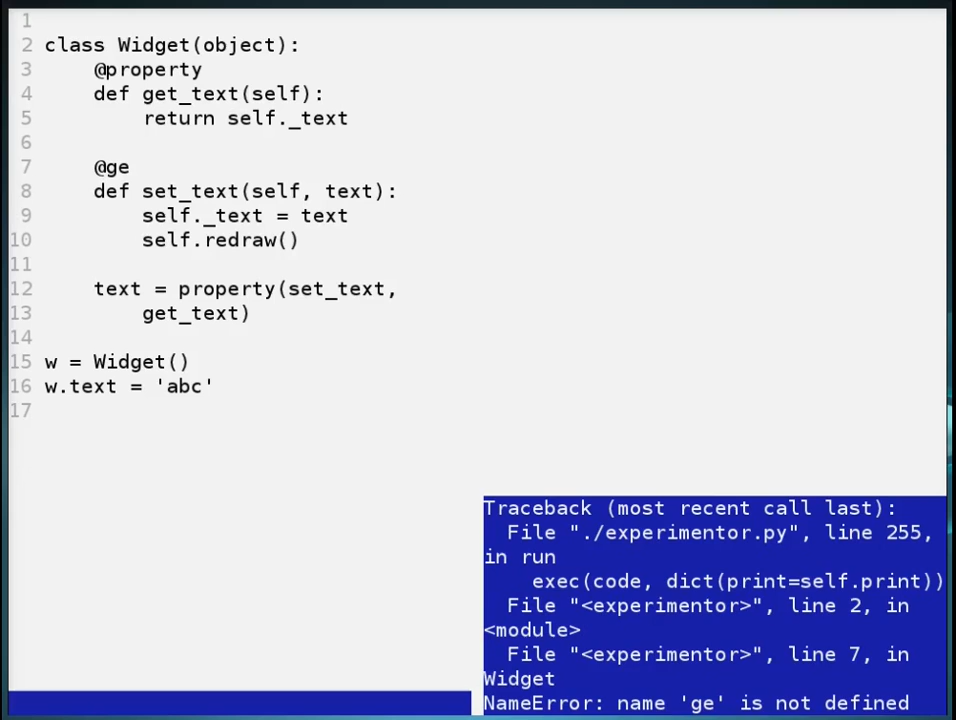 1
2 class Widget(object):
3     @property
4     def get_text(self):
5         return self._text
6
7     @ge
8     def set_text(self, text):
9         self._text = text
10         self.redraw()
11
12     text = property(set_text,
13         get_text)
14
15 w = Widget()
16 w.text = 'abc'
17
Traceback (most recent call last):
  File "./experimentor.py", line 255,
in run
    exec(code, dict(print=self.print))
  File "<experimentor>", line 2, in
<module>
  File "<experimentor>", line 7, in
Widget
NameError: name 'ge' is not defined